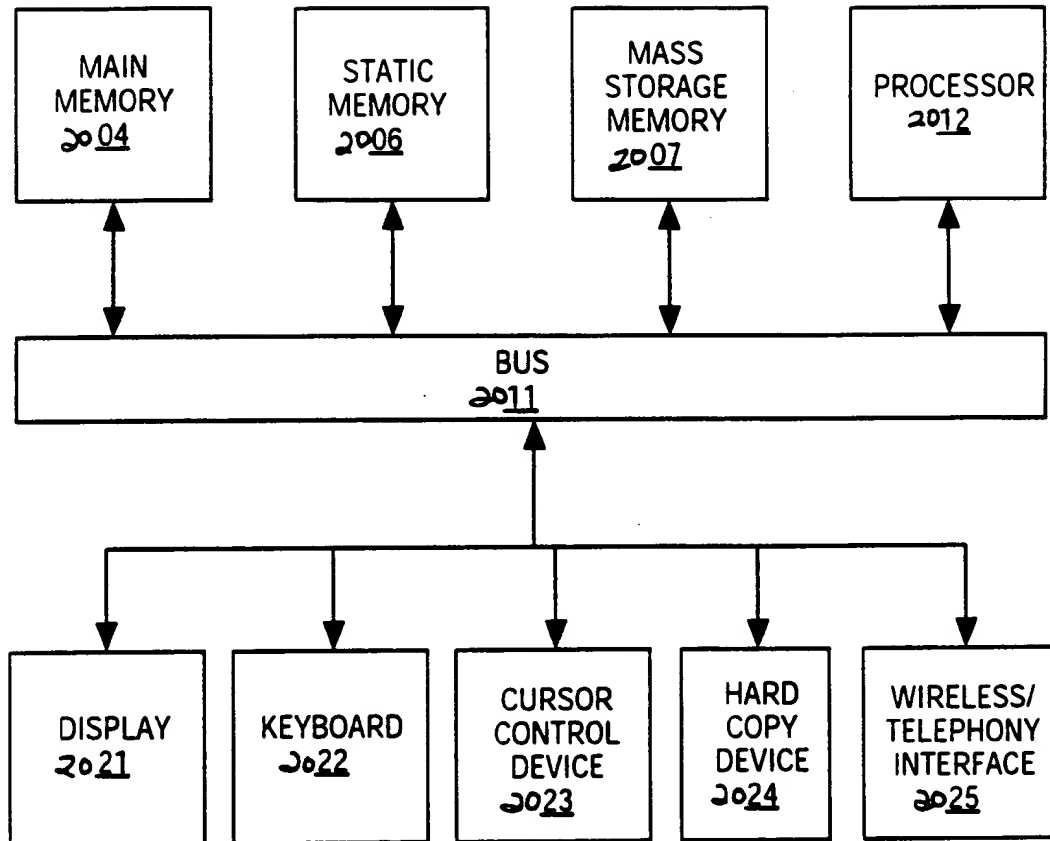 MAIN
MEMORY
2004
STATIC
MEMORY
2006
MASS
STORAGE
MEMORY
2007
PROCESSOR
2012
BUS
2011
DISPLAY
2021
KEYBOARD
2022
CURSOR
CONTROL
DEVICE
2023
HARD
COPY
DEVICE
2024
WIRELESS/
TELEPHONY
INTERFACE
2025